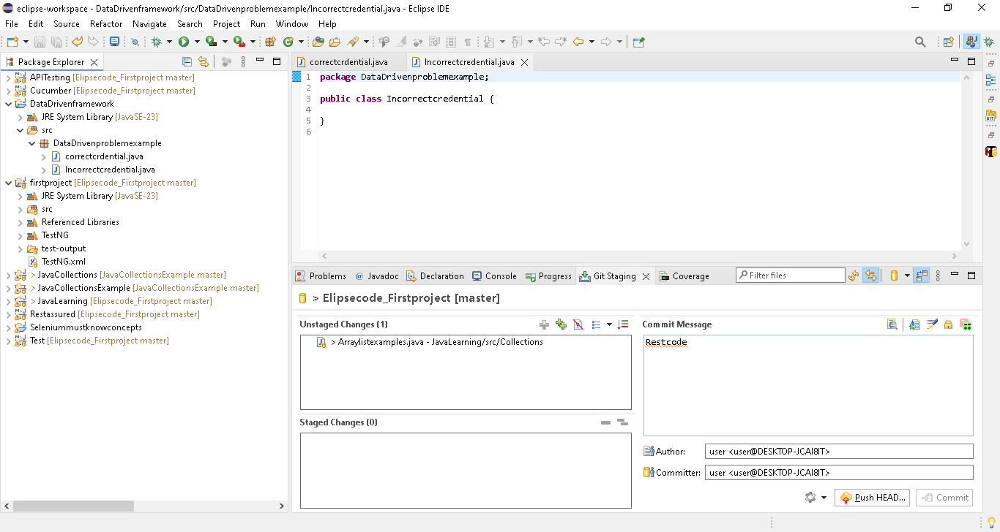 eclipse-workspace - DataDrivenframework/src/DataDrivenproblemexample/Incorrectcredential.java - Eclipse IDE
File Edit Source Refactor Navigate Search Project Run Window Help
Package Explorer
APITesting [Elipsecode_Firstproject master]
Cucumber [Elipsecode_Firstproject master]
DataDrivenframework
JRE System Library [JavaSE-23]
src
DataDrivenproblemexample
correctcrdential.java
Incorrectcredential.java
firstproject [Elipsecode_Firstproject master]
JRE System Library [JavaSE-23]
src
Referenced Libraries
TestNG
test-output
TestNG.xml
> JavaCollections [JavaCollectionsExample master]
> JavaCollectionsExample [JavaCollectionsExample master]
> JavaLearning [Elipsecode_Firstproject master]
Restassured [Elipsecode_Firstproject master]
Seleniummustknowconcepts
Test [Elipsecode_Firstproject master]
correctcrdential.java Incorrectcredential.java
1 package DataDrivenproblemexample;
2
3 public class Incorrectcredential {
4
5 }
6
Problems @ Javadoc Declaration Console Progress Git Staging Coverage Filter files
> Elipsecode_Firstproject [master]
Unstaged Changes (1)
> Arraylistexamples.java - JavaLearning/src/Collections
Staged Changes (0)
Commit Message
Restcode
Author: user <user@DESKTOP-JCAI8IT>
Committer: user <user@DESKTOP-JCAI8IT>
Push HEAD... Commit